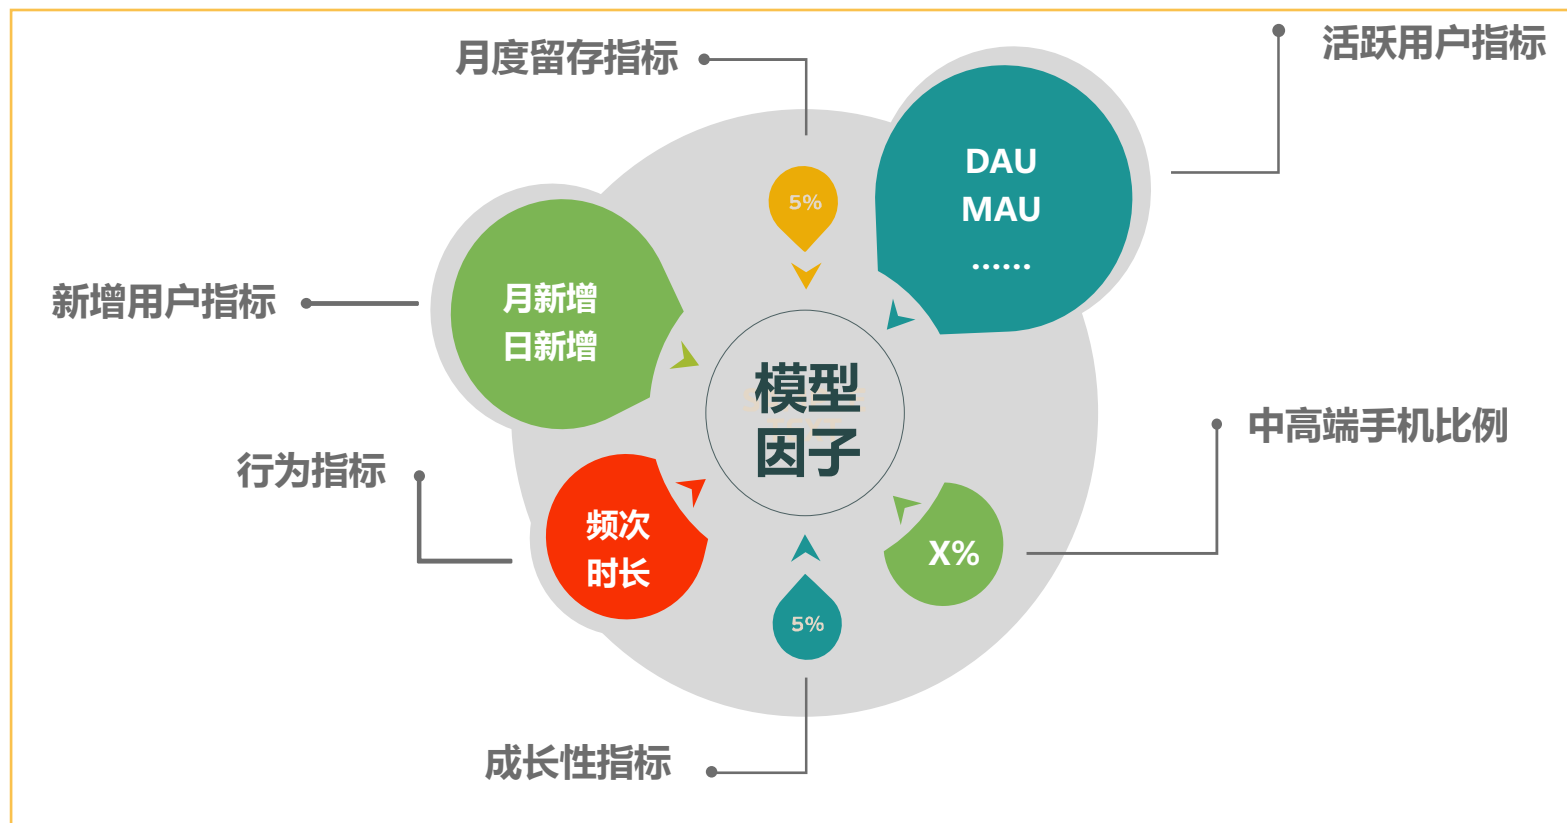 月度留存指标
活跃用户指标
DAU
MAU
......
5%
新增用户指标
月新增
日新增
模型
因子
中高端手机比例
行为指标
频次
时长
X%
5%
成长性指标